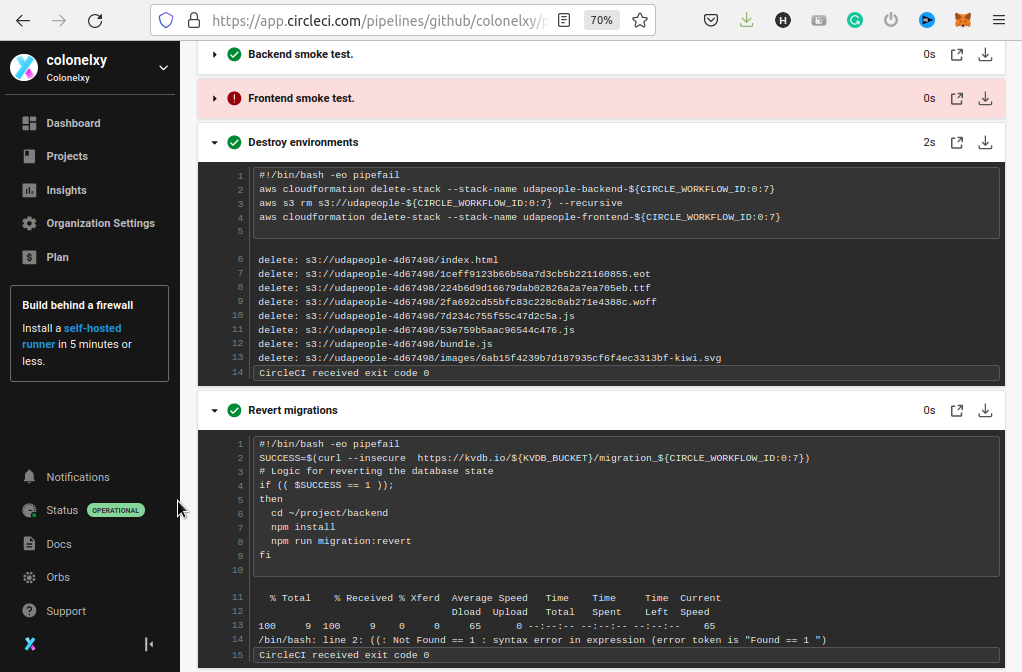 https://app.circleci.com/pipelines/github/colonelxy/p
70%
colonelxy
Colonelxy
Dashboard
Projects
Insights
Organization Settings
Plan
Build behind a firewall
Install a self-hosted
runner in 5 minutes or
less.
Notifications
Status OPERATIONAL
Docs
Orbs
Support
Backend smoke test. 0s
Frontend smoke test. 0s
Destroy environments 2s
1 #!/bin/bash -eo pipefail
2 aws cloudformation delete-stack --stack-name udapeople-backend-${CIRCLE_WORKFLOW_ID:0:7}
3 aws s3 rm s3://udapeople-${CIRCLE_WORKFLOW_ID:0:7} --recursive
4 aws cloudformation delete-stack --stack-name udapeople-frontend-${CIRCLE_WORKFLOW_ID:0:7}
5
6 delete: s3://udapeople-4d67498/index.html
7 delete: s3://udapeople-4d67498/1ceff9123b66b50a7d3cb5b221160855.eot
8 delete: s3://udapeople-4d67498/224b6d9d16679dab02826a2a7ea705eb.ttf
9 delete: s3://udapeople-4d67498/2fa692cd55bfc83c228c0ab271e4388c.woff
10 delete: s3://udapeople-4d67498/7d234c755f55c47d2c5a.js
11 delete: s3://udapeople-4d67498/53e759b5aac96544c476.js
12 delete: s3://udapeople-4d67498/bundle.js
13 delete: s3://udapeople-4d67498/images/6ab15f4239b7d187935cf6f4ec3313bf-kiwi.svg
14 CircleCI received exit code 0
Revert migrations 0s
1 #!/bin/bash -eo pipefail
2 SUCCESS=$(curl --insecure  https://kvdb.io/${KVDB_BUCKET}/migration_${CIRCLE_WORKFLOW_ID:0:7})
3 # Logic for reverting the database state
4 if (( $SUCCESS == 1 ));
5 then
6   cd ~/project/backend
7   npm install
8   npm run migration:revert
9 fi
10
11   % Total    % Received % Xferd  Average Speed   Time    Time     Time  Current
12                                  Dload  Upload   Total   Spent    Left  Speed
13 100     9  100     9    0     0     65      0 --:--:-- --:--:-- --:--:--    65
14 /bin/bash: line 2: ((: Not Found == 1 : syntax error in expression (error token is "Found == 1 ")
15 CircleCI received exit code 0